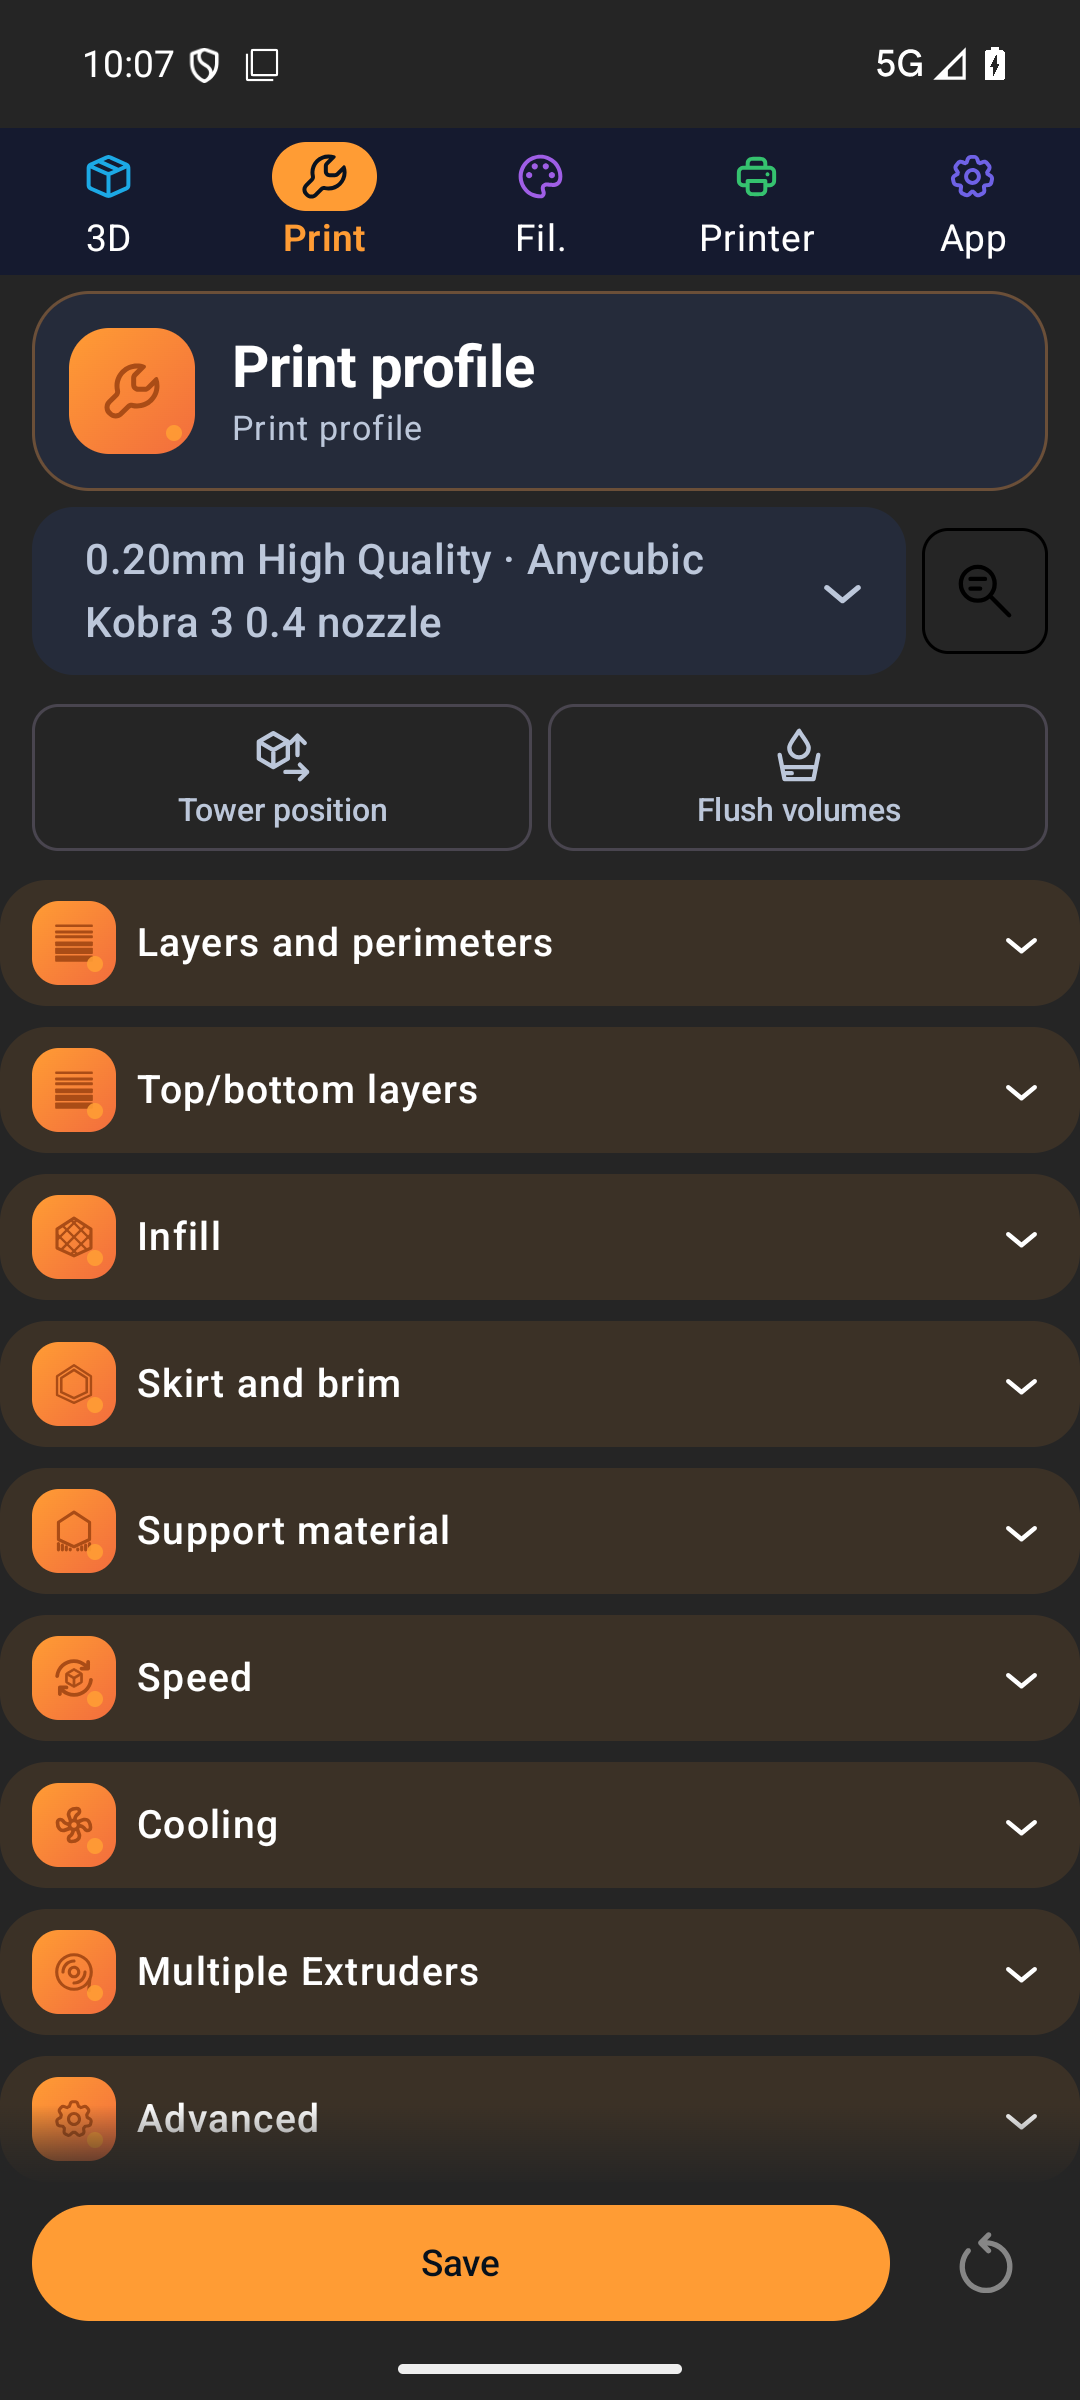 10:07
5G
3D
Print
Fil.
Printer
App
Print profile
Print profile
0.20mm High Quality · Anycubic
Kobra 3 0.4 nozzle
Tower position
Flush volumes
Layers and perimeters
Top/bottom layers
Infill
Skirt and brim
Support material
Speed
Cooling
Multiple Extruders
Advanced
Save